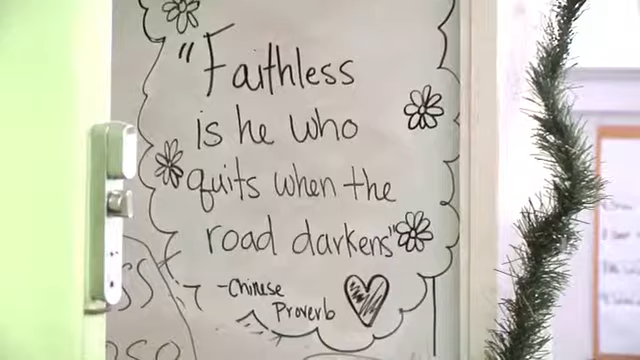 "Faithless
is he who
quits when the
road darkens"
-Chinese
Proverb